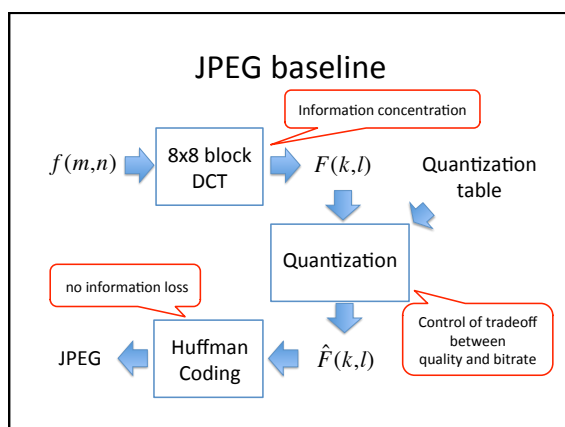 JPEG baseline
Information concentration
f(m,n)
8x8 block
DCT
F(k,l)
Quantization
table
Quantization
no information loss
Control of tradeoff
between
quality and bitrate
JPEG
Huffman
Coding
F̂(k,l)